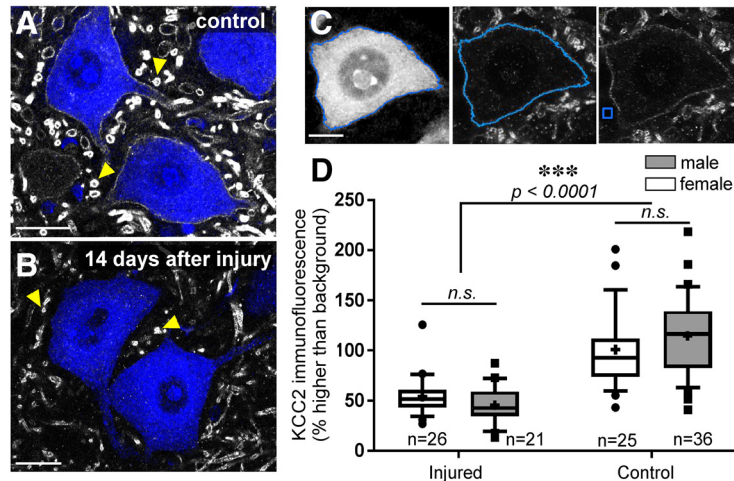 A
control
B
14 days after injury
C
D
male
female
***
p < 0.0001
n.s.
n.s.
KCC2 immunofluorescence
(% higher than background)
250
200
150
100
50
0
n=26
n=21
n=25
n=36
Injured
Control